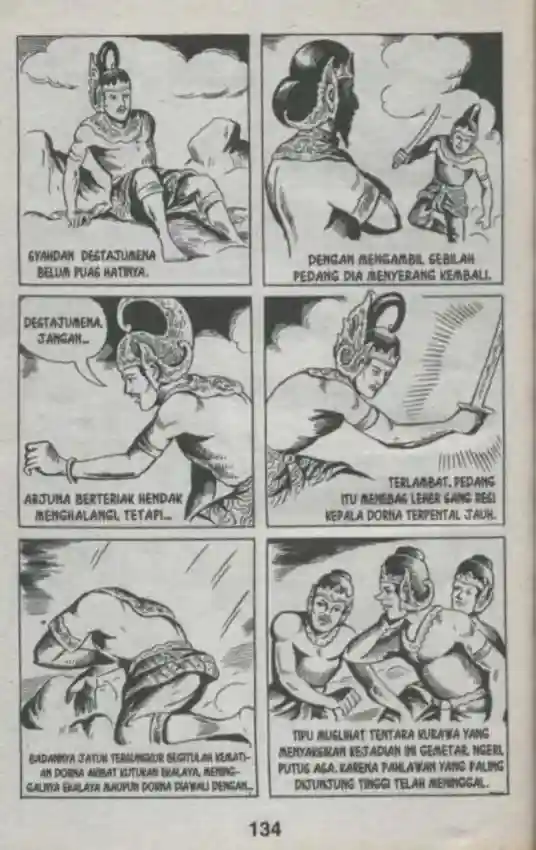 SYAHDAN DESTAJUMENA
BELUM PUAS HATINYA.
DENGAN MENGAMBIL SEBILAH
PEDANG DIA MENYERANG KEMBALI.
DESTAJUMENA,
JANGAN...
ARJUNA BERTERIAK HENDAK
MENGHALANGI, TETAPI...
TERLAMBAT, PEDANG
ITU MENEBAS LEHER SANG RESI
KEPALA DORNA TERPENTAL JAUH.
BADANNYA JATUH TERSUNGKUR BEGITULAH KEMATI-
AN DORNA AKIBAT KUTUKAN EKALAYA, MENING-
GALNYA EKALAYA MAUPUN DORNA DIAWALI DENGAN...
TIPU MUSLIHAT TENTARA KURAWA YANG
MENYAKSIKAN KEJADIAN INI GEMETAR, NGERI,
PUTUS ASA. KARENA PAHLAWAN YANG PALING
DIJUNJUNG TINGGI TELAH MENINGGAL.
134